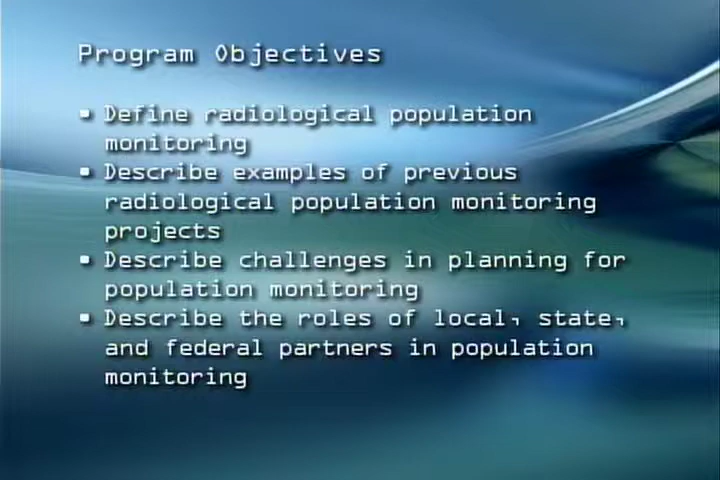 Program Objectives
• Define radiological population
monitoring
• Describe examples of previous
radiological population monitoring
projects
• Describe challenges in planning for
population monitoring
• Describe the roles of local, state,
and federal partners in population
monitoring